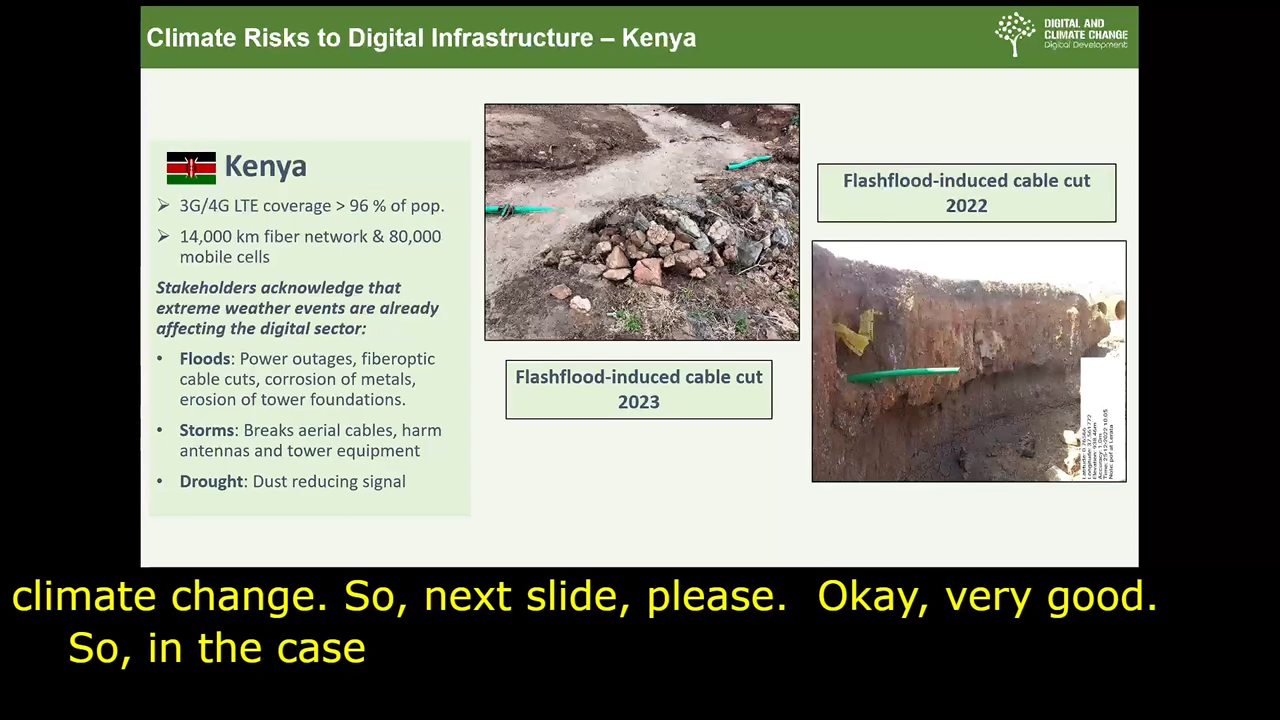 Climate Risks to Digital Infrastructure – Kenya
DIGITAL AND
CLIMATE CHANGE
Digital Development
Kenya
➢ 3G/4G LTE coverage > 96 % of pop.
➢ 14,000 km fiber network & 80,000
mobile cells
Stakeholders acknowledge that
extreme weather events are already
affecting the digital sector:
• Floods: Power outages, fiberoptic
cable cuts, corrosion of metals,
erosion of tower foundations.
• Storms: Breaks aerial cables, harm
antennas and tower equipment
• Drought: Dust reducing signal
Flashflood-induced cable cut
2023
Flashflood-induced cable cut
2022
climate change. So, next slide, please.  Okay, very good.
So, in the case